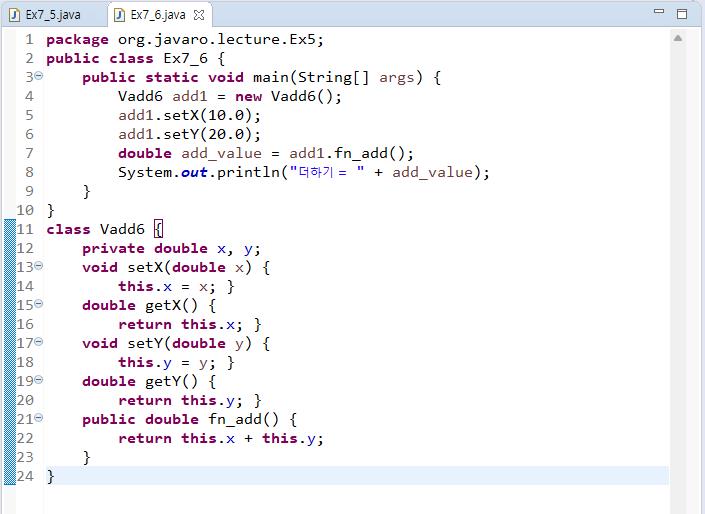 Ex7_5.java Ex7_6.java
1 package org.javaro.lecture.Ex5;
2 public class Ex7_6 {
3 public static void main(String[] args) {
4 Vadd6 add1 = new Vadd6();
5 add1.setX(10.0);
6 add1.setY(20.0);
7 double add_value = add1.fn_add();
8 System.out.println("더하기 = " + add_value);
9 }
10 }
11 class Vadd6 {
12 private double x, y;
13 void setX(double x) {
14 this.x = x; }
15 double getX() {
16 return this.x; }
17 void setY(double y) {
18 this.y = y; }
19 double getY() {
20 return this.y; }
21 public double fn_add() {
22 return this.x + this.y;
23 }
24 }